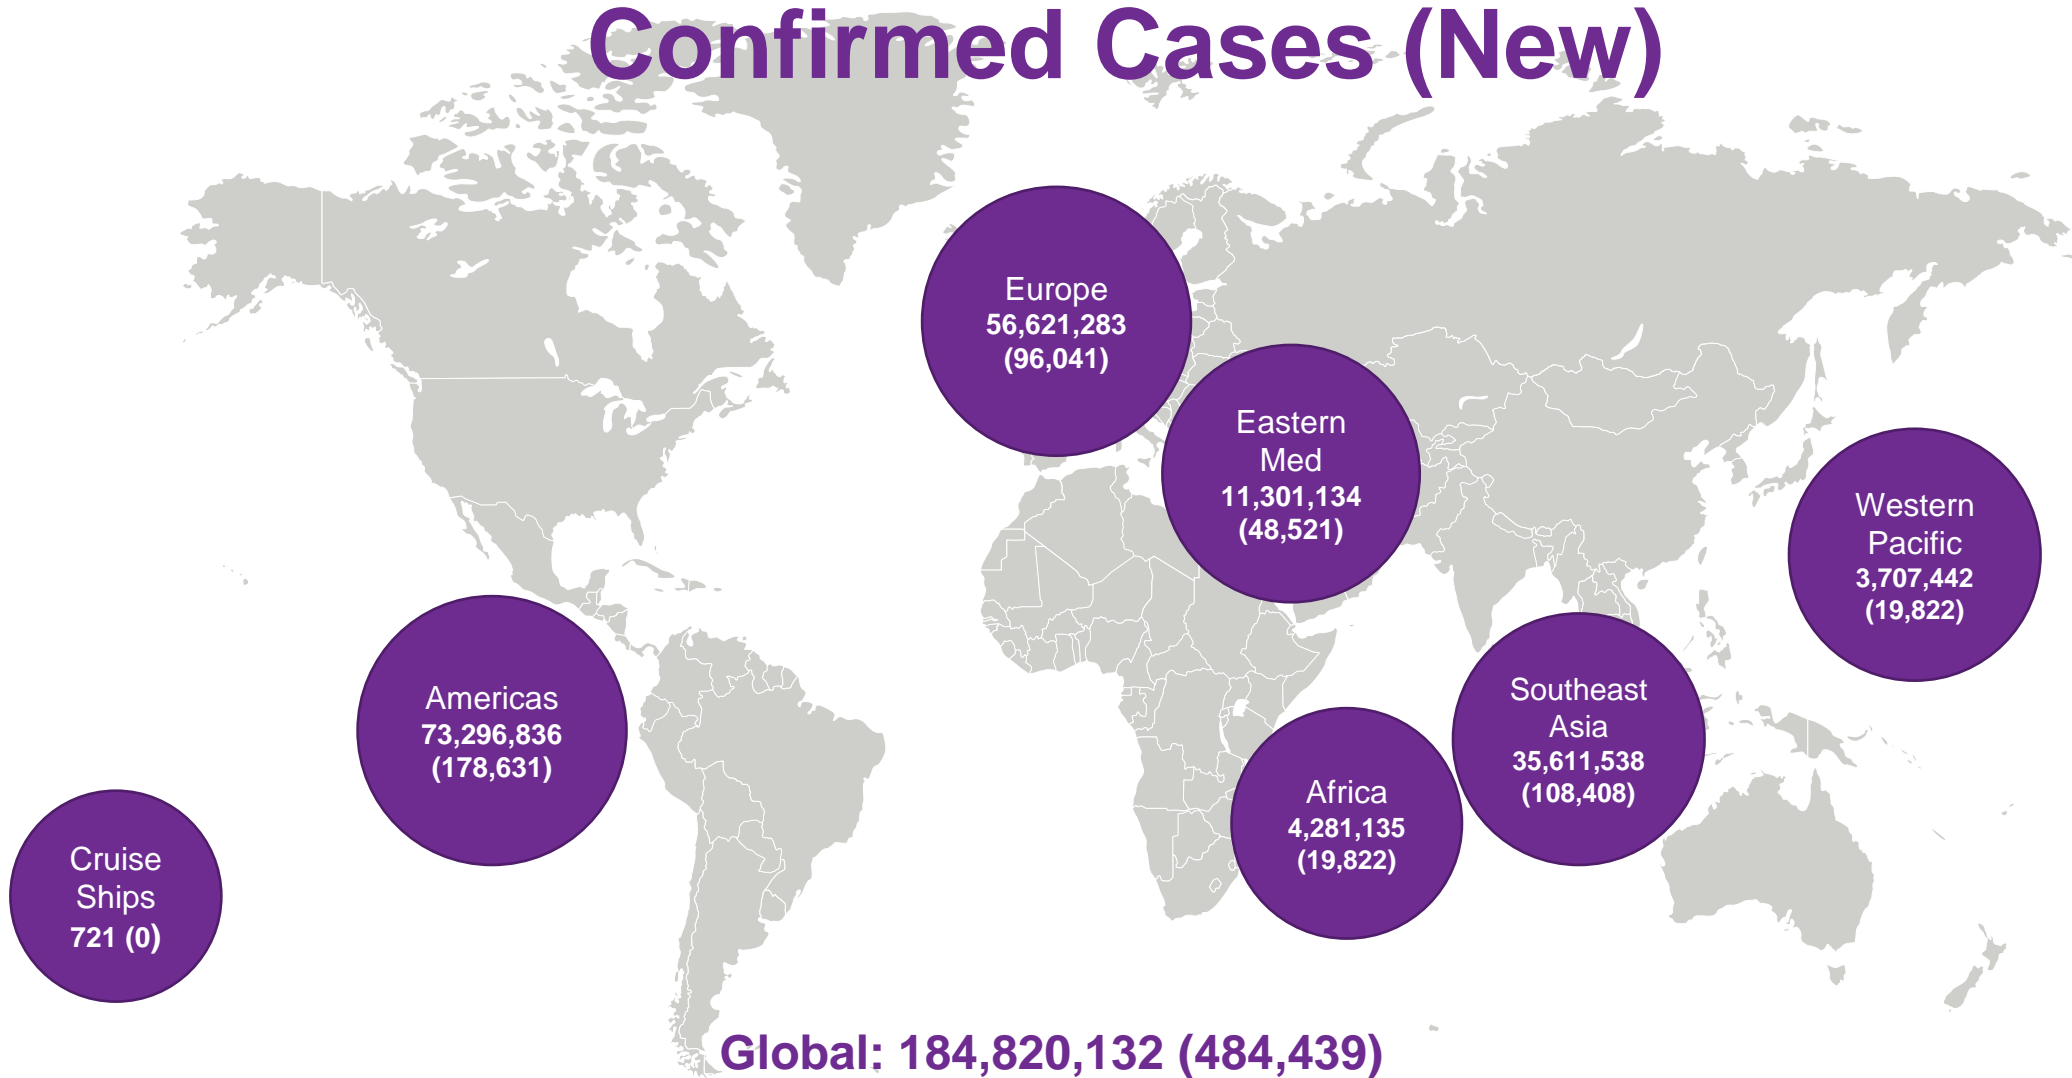 Confirmed Cases (New)
Europe
56,621,283
(96,041)
Eastern
Med
11,301,134
(48,521)
Western
Pacific
3,707,442
(19,822)
Americas
73,296,836
(178,631)
Southeast
Asia
35,611,538
(108,408)
Africa
4,281,135
(19,822)
Cruise
Ships
721 (0)
Global: 184,820,132 (484,439)